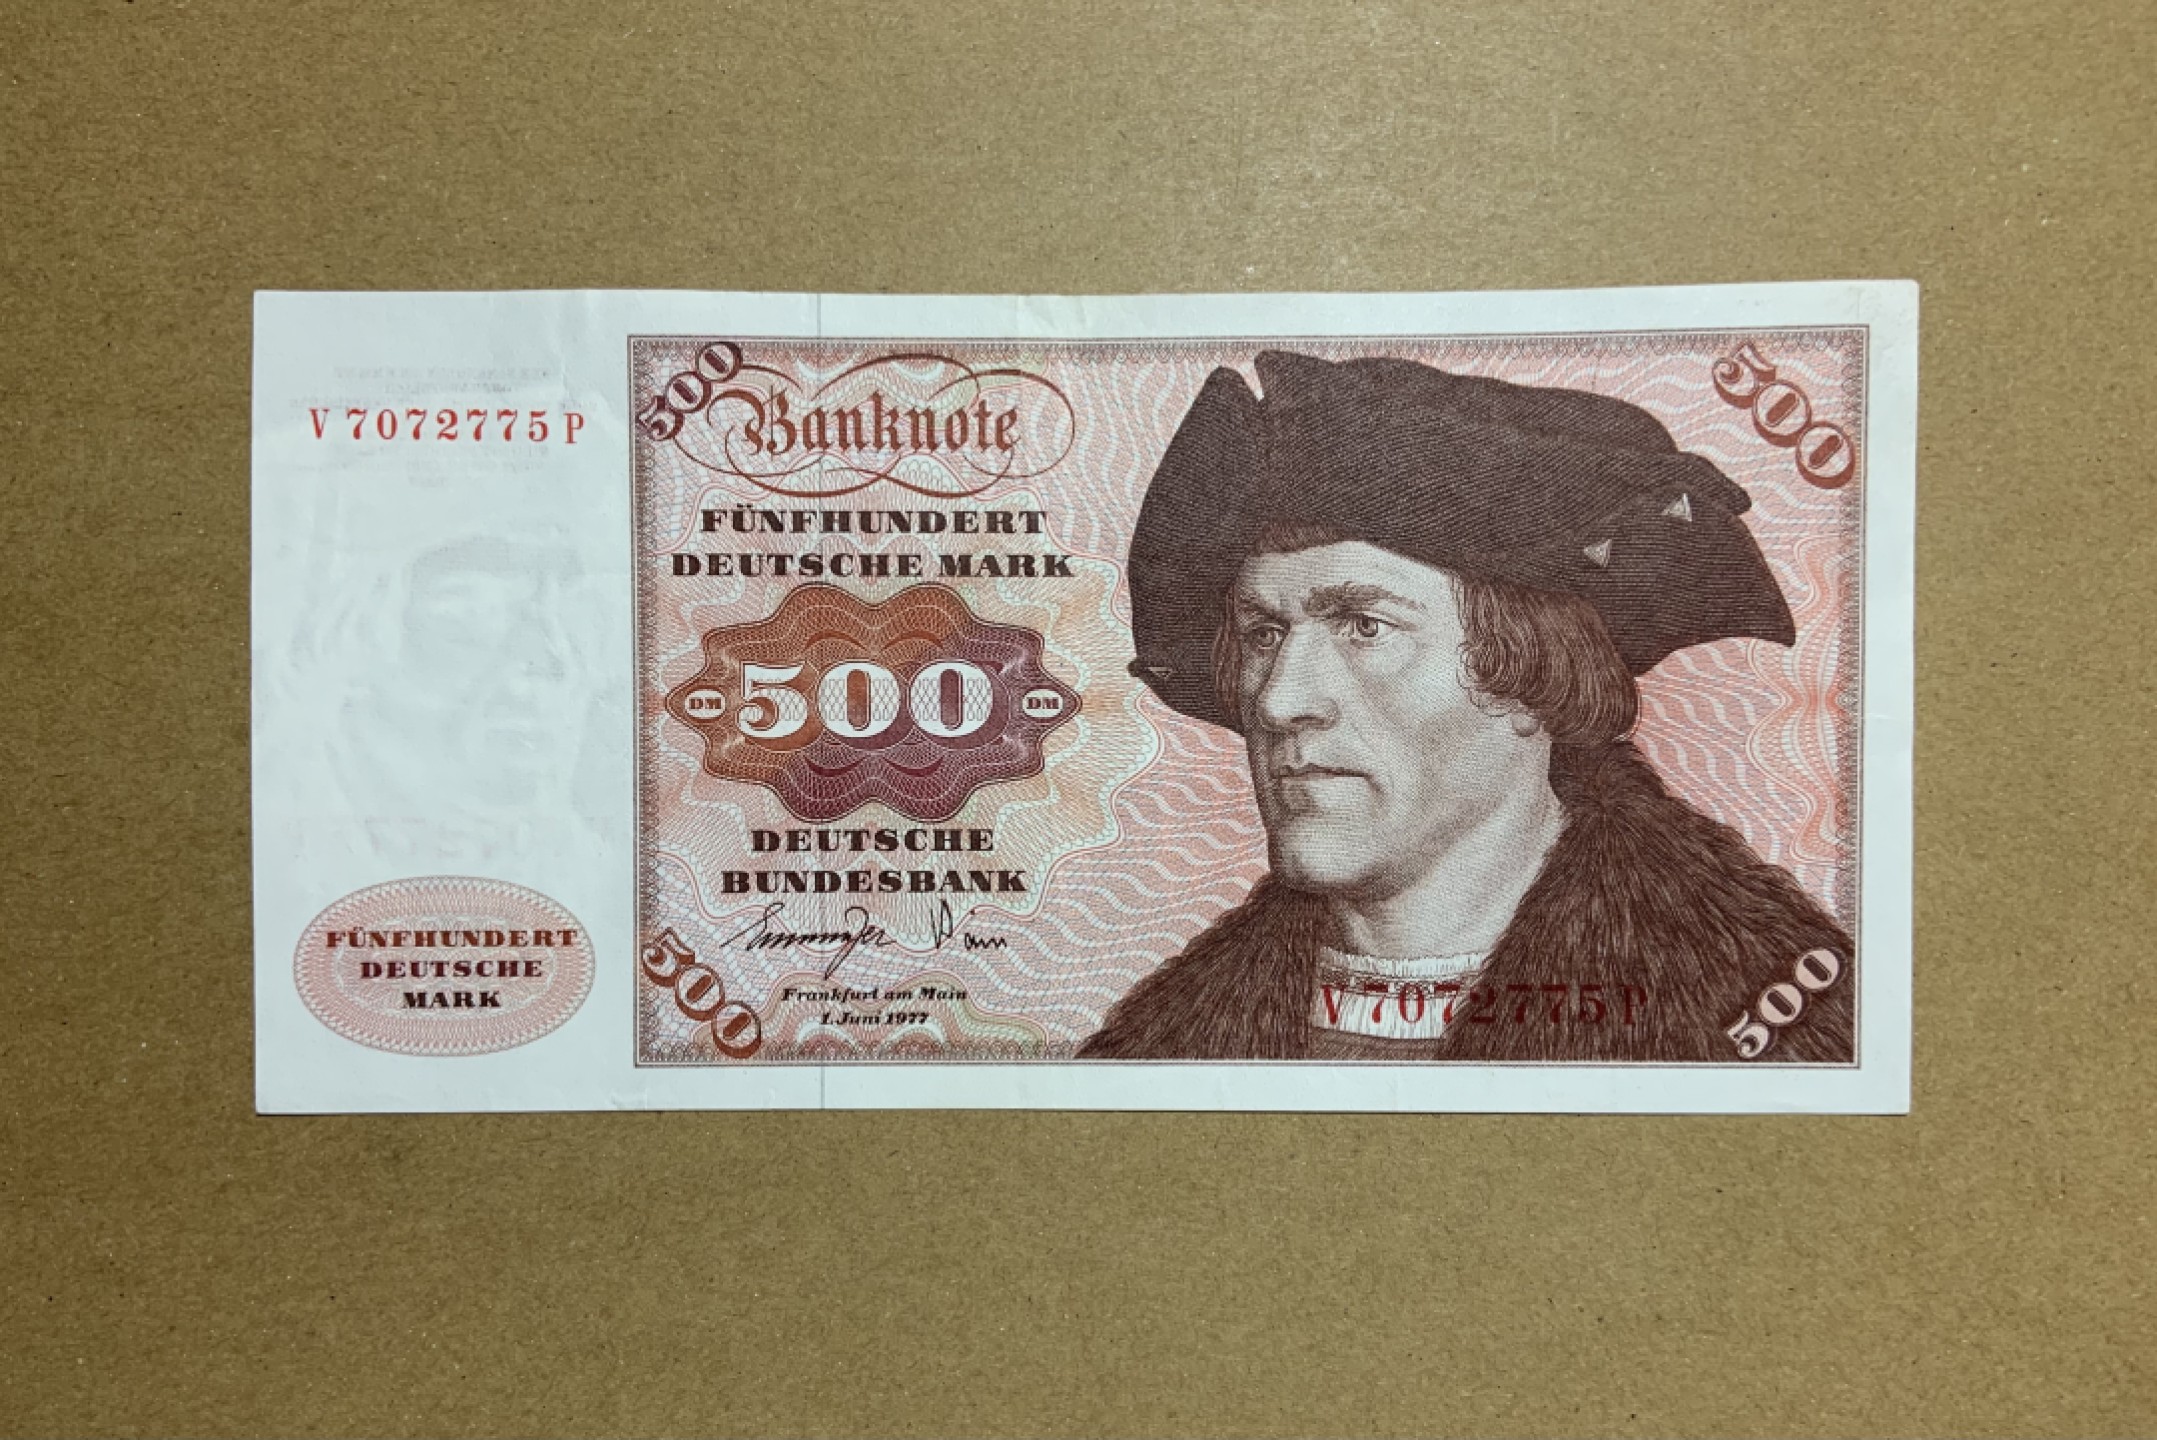 V 7072775 P
500
Banknote
500
FÜNFHUNDERT
DEUTSCHE MARK
DM 500 DM
DEUTSCHE
BUNDESBANK
FÜNFHUNDERT
DEUTSCHE
MARK
500
Frankfurt am Main
1. Juni 1977
V 7072775 P
500